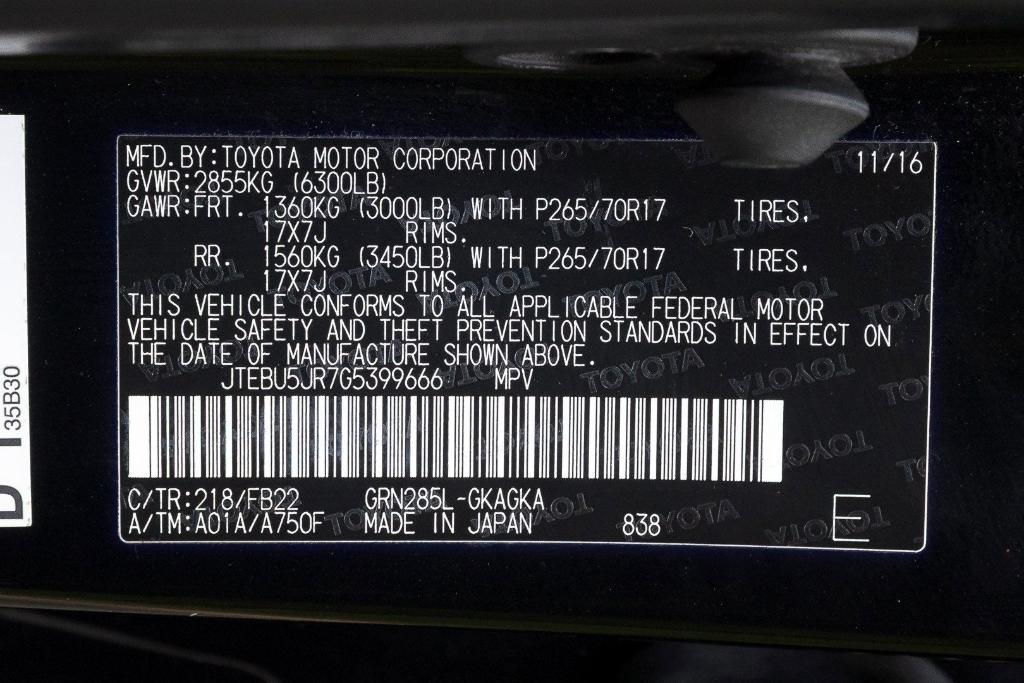 MFD.BY:TOYOTA MOTOR CORPORATION 11/16
GVWR:2855KG (6300LB)
GAWR:FRT. 1360KG (3000LB) WITH P265/70R17 TIRES,
17X7J RIMS.
RR. 1560KG (3450LB) WITH P265/70R17 TIRES,
17X7J RIMS.
THIS VEHICLE CONFORMS TO ALL APPLICABLE FEDERAL MOTOR
VEHICLE SAFETY AND THEFT PREVENTION STANDARDS IN EFFECT ON
THE DATE OF MANUFACTURE SHOWN ABOVE.
JTEBU5JR7G5399666 MPV
C/TR:218/FB22 GRN285L-GKAGKA
A/TM:A01A/A750F MADE IN JAPAN 838 E
35B30